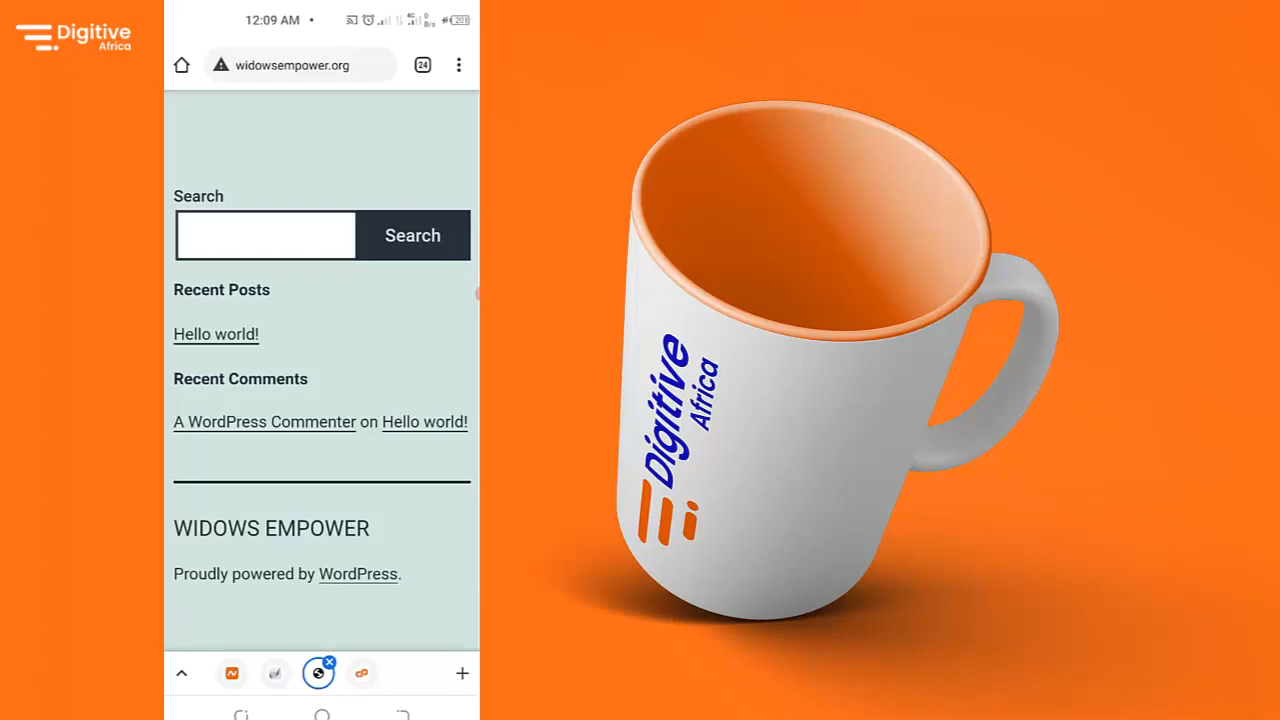 Digitive
Africa
12:09 AM
widowsempower.org
24
Search
Search
Recent Posts
Hello world!
Recent Comments
A WordPress Commenter on Hello world!
WIDOWS EMPOWER
Proudly powered by WordPress.
Digitive
Africa